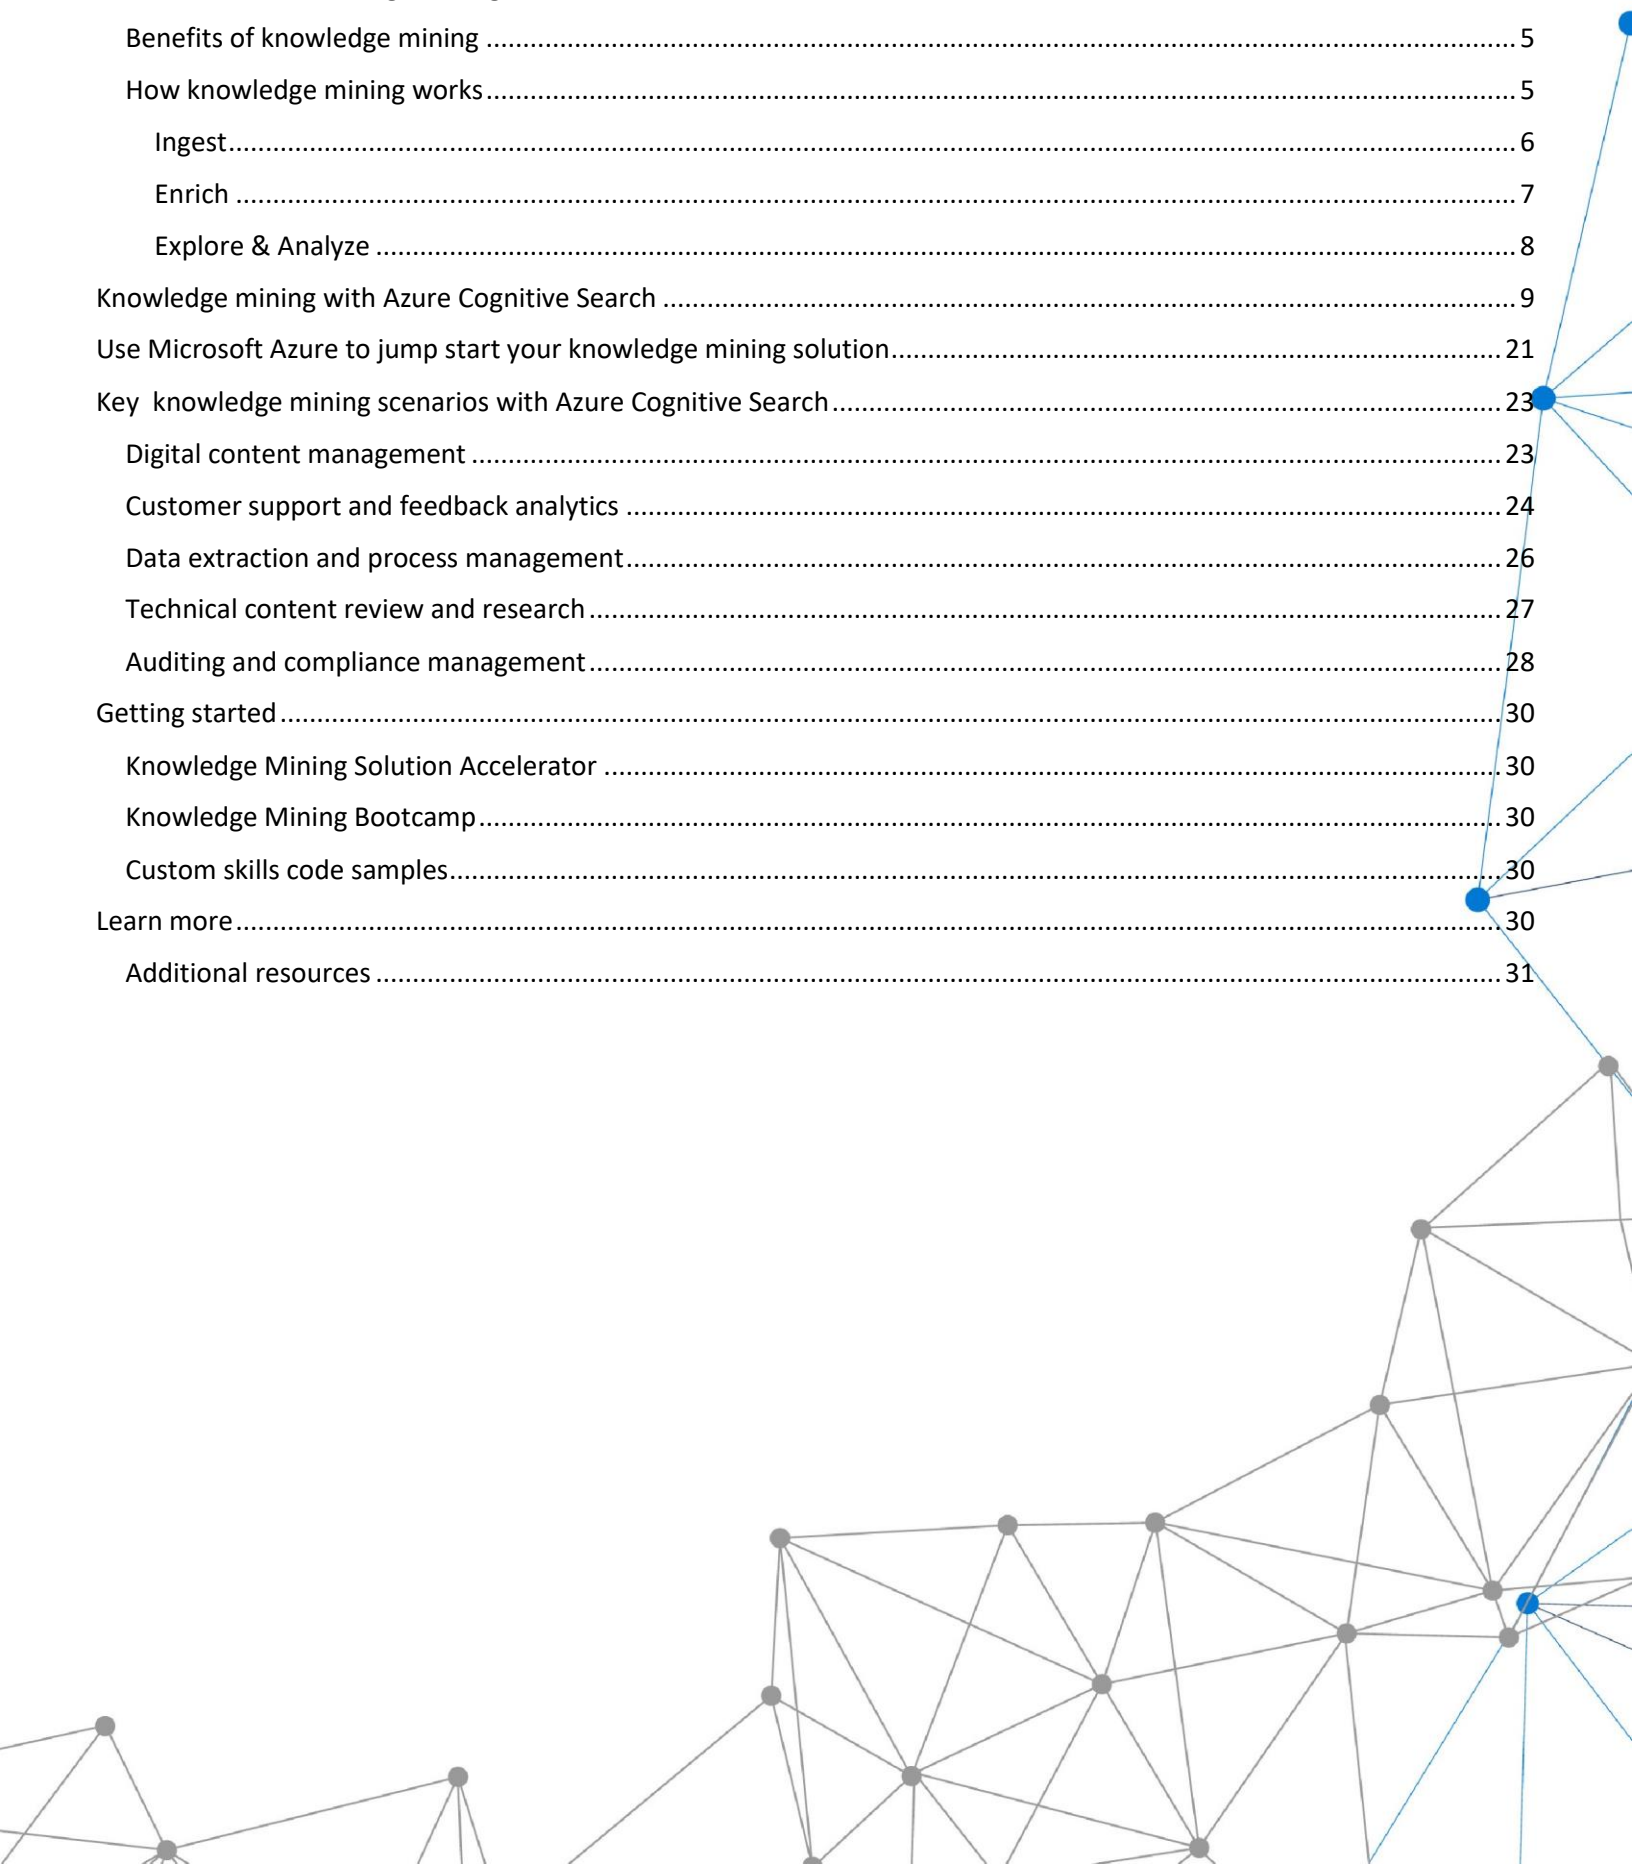 Benefits of knowledge mining ........................................ 5
How knowledge mining works ........................................ 5
Ingest ........................................ 6
Enrich ........................................ 7
Explore & Analyze ........................................ 8
Knowledge mining with Azure Cognitive Search ........................................ 9
Use Microsoft Azure to jump start your knowledge mining solution ........................................ 21
Key  knowledge mining scenarios with Azure Cognitive Search ........................................ 23
Digital content management ........................................ 23
Customer support and feedback analytics ........................................ 24
Data extraction and process management ........................................ 26
Technical content review and research ........................................ 27
Auditing and compliance management ........................................ 28
Getting started ........................................ 30
Knowledge Mining Solution Accelerator ........................................ 30
Knowledge Mining Bootcamp ........................................ 30
Custom skills code samples ........................................ 30
Learn more ........................................ 30
Additional resources ........................................ 31